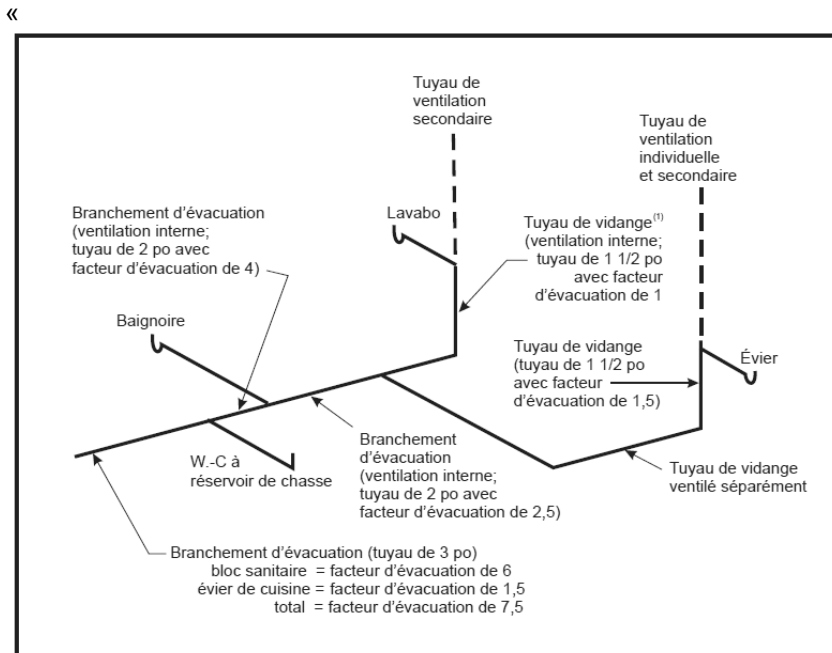 «
Tuyau de
ventilation
secondaire
Tuyau de
ventilation
individuelle
et secondaire
Branchement d'évacuation
(ventilation interne;
tuyau de 2 po avec
facteur d'évacuation de 4)
Lavabo
Tuyau de vidange(1)
(ventilation interne;
tuyau de 1 1/2 po
avec facteur
d'évacuation de 1
Baignoire
Tuyau de vidange
(tuyau de 1 1/2 po
avec facteur
d'évacuation de 1,5)
Évier
W.-C à
réservoir de chasse
Branchement
d'évacuation
(ventilation interne;
tuyau de 2 po avec
facteur d'évacuation de 2,5)
Tuyau de vidange
ventilé séparément
Branchement d'évacuation (tuyau de 3 po)
bloc sanitaire = facteur d'évacuation de 6
évier de cuisine = facteur d'évacuation de 1,5
total = facteur d'évacuation de 7,5